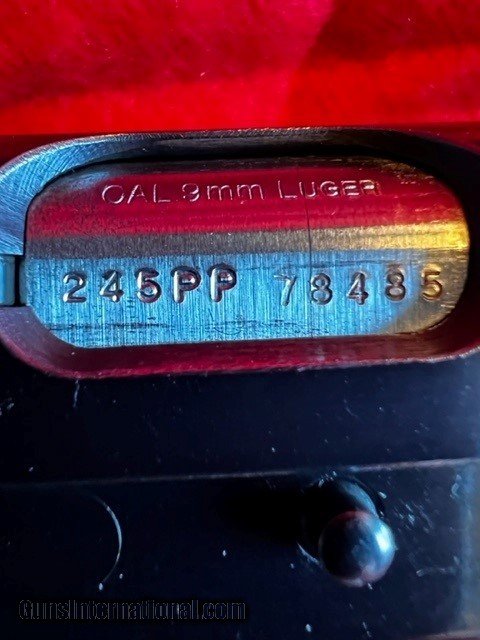 CAL 9mm LUGER
245PP 78485
GunsInternational.com